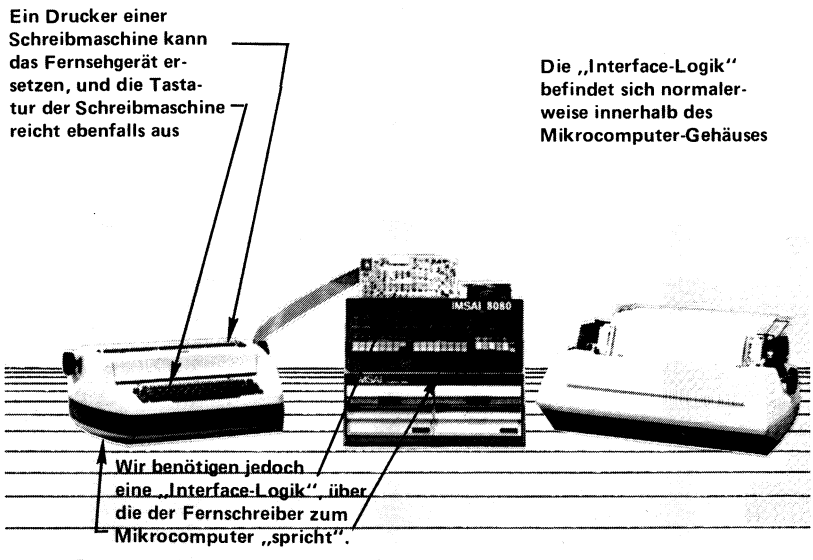 Ein Drucker einer
Schreibmaschine kann
das Fernsehgerät er-
setzen, und die Tasta-
tur der Schreibmaschine
reicht ebenfalls aus
Die „Interface-Logik“
befindet sich normaler-
weise innerhalb des
Mikrocomputer-Gehäuses
IMSAI 8080
IMSAI
Wir benötigen jedoch
eine „Interface-Logik“, über
die der Fernschreiber zum
Mikrocomputer „spricht“.